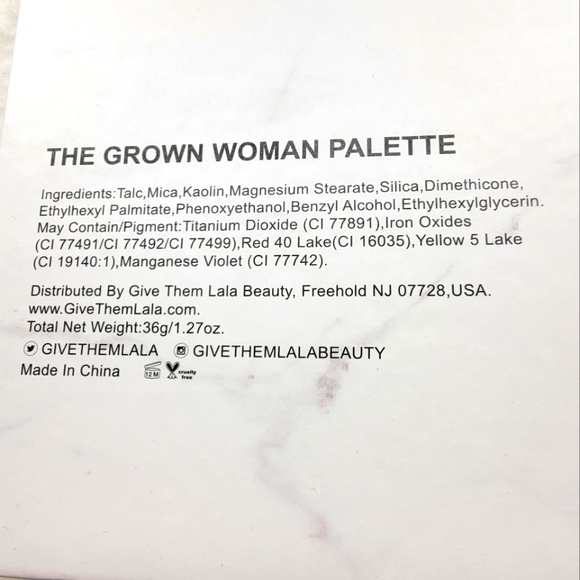 THE GROWN WOMAN PALETTE
Ingredients:Talc,Mica,Kaolin,Magnesium Stearate,Silica,Dimethicone,
Ethylhexyl Palmitate,Phenoxyethanol,Benzyl Alcohol,Ethylhexylglycerin.
May Contain/Pigment:Titanium Dioxide (CI 77891),Iron Oxides
(CI 77491/CI 77492/CI 77499),Red 40 Lake(CI 16035),Yellow 5 Lake
(CI 19140:1),Manganese Violet (CI 77742).
Distributed By Give Them Lala Beauty, Freehold NJ 07728,USA.
www.GiveThemLala.com.
Total Net Weight:36g/1.27oz.
GIVETHEMLALA GIVETHEMLALABEAUTY
Made In China 12 M cruelty free